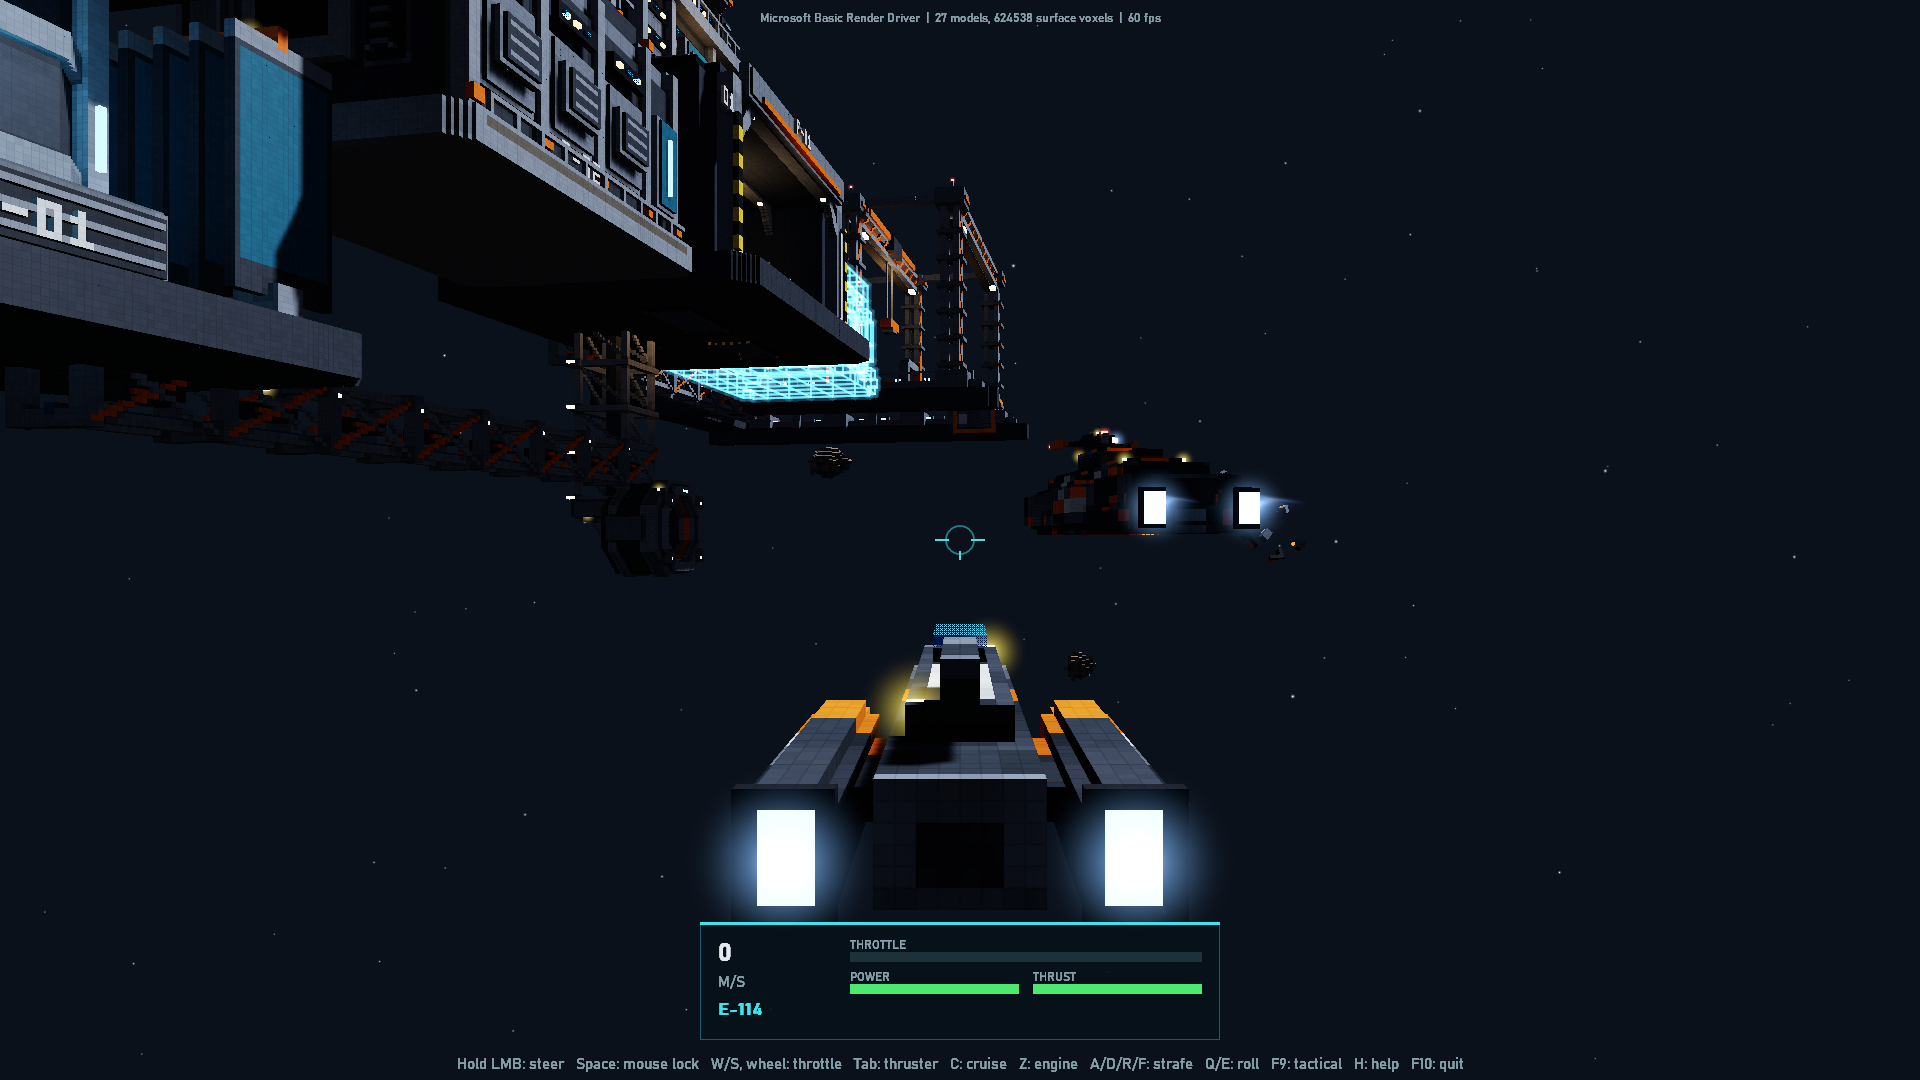 Microsoft Basic Render Driver | 27 models, 624538 surface voxels | 60 fps
01
-01
0
M/S
E-114
THROTTLE
POWER
THRUST
Hold LMB: steer Space: mouse lock W/S, wheel: throttle Tab: thruster C: cruise Z: engine A/D/R/F: strafe Q/E: roll F9: tactical H: help F10: quit